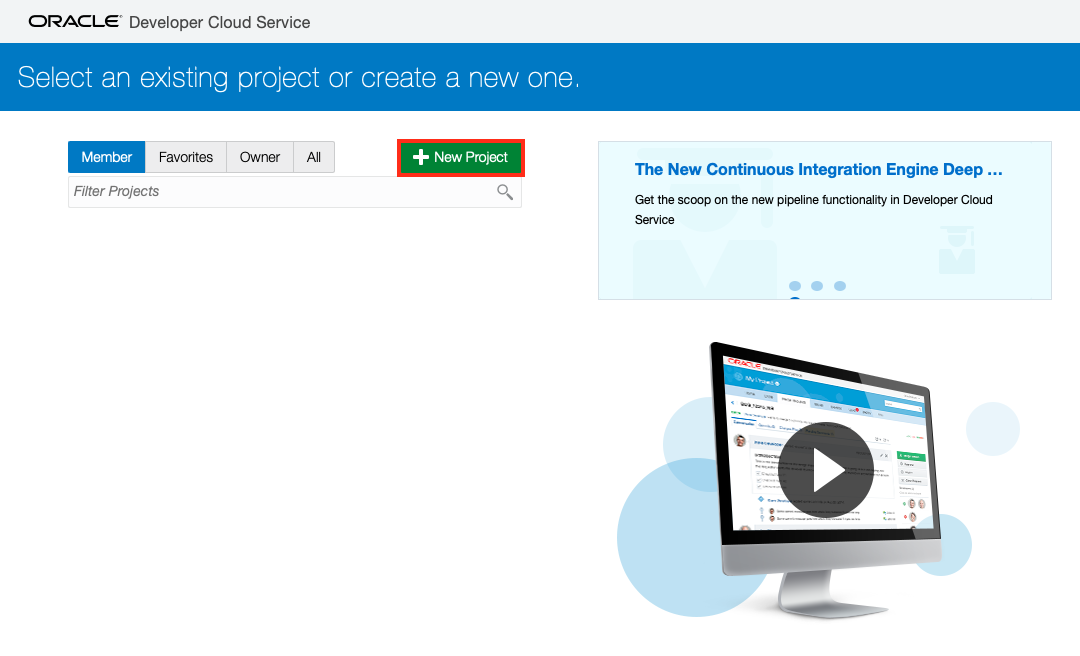 ORACLE® Developer Cloud Service
Select an existing project or create a new one.
Member Favorites Owner All
New Project
Filter Projects
The New Continuous Integration Engine Deep ...
Get the scoop on the new pipeline functionality in Developer Cloud
Service
ORACLE